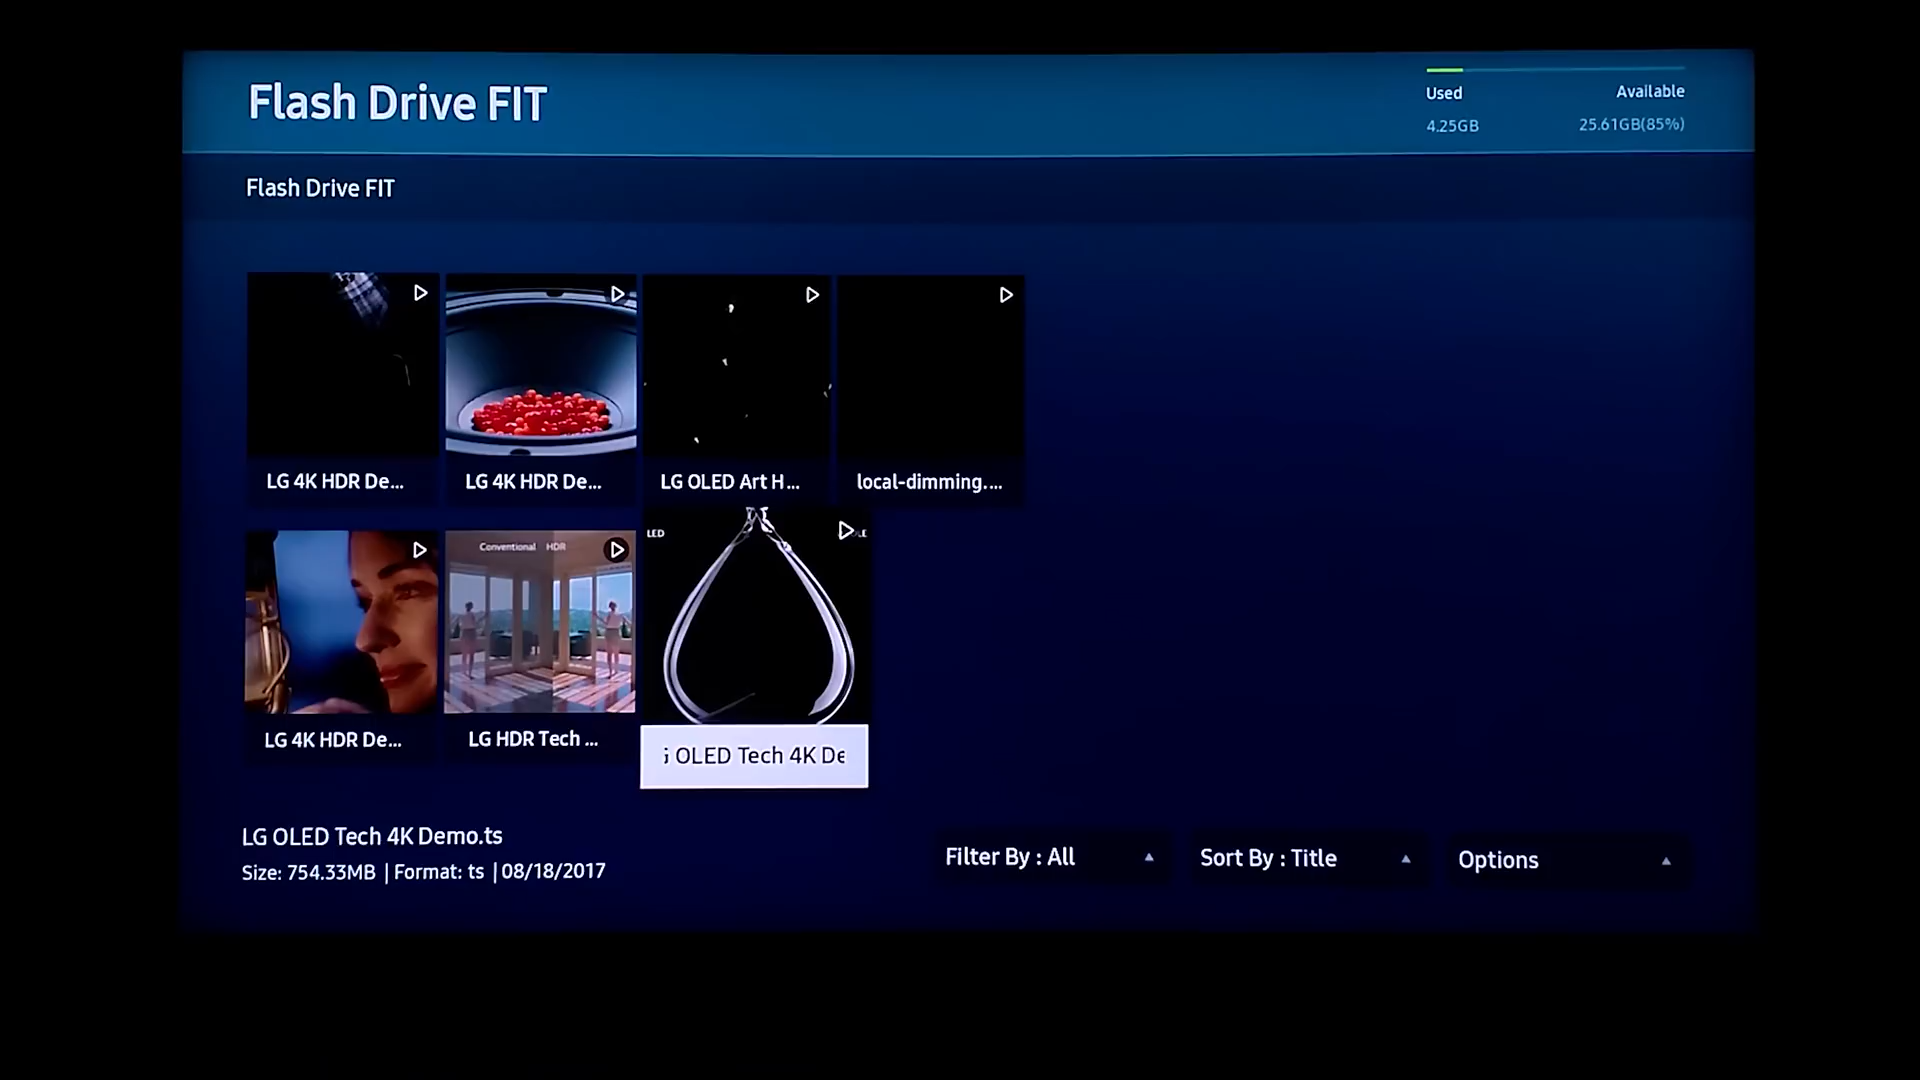 Flash Drive FIT
Used
Available
4.25GB
25.61GB(85%)
Flash Drive FIT
LG 4K HDR De...
LG 4K HDR De...
LG OLED Art H...
local-dimming....
LED
Conventional HDR
LG 4K HDR De...
LG HDR Tech ...
OLED Tech 4K De
LG OLED Tech 4K Demo.ts
Size: 754.33MB | Format: ts | 08/18/2017
Filter By : All
Sort By : Title
Options